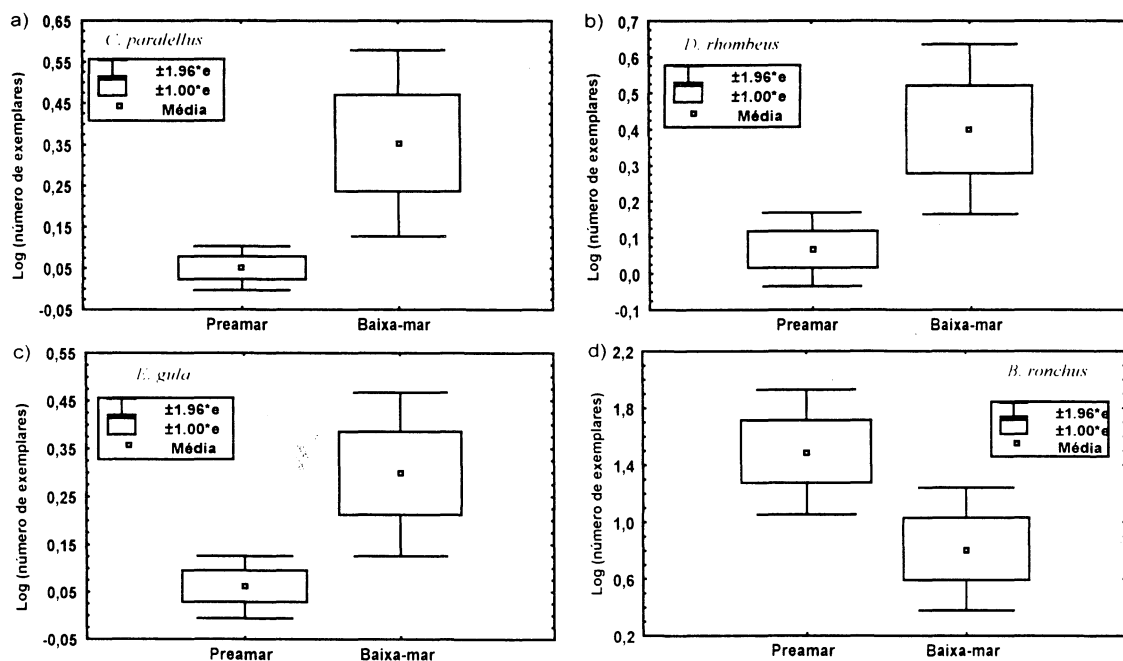 a)
C. paralellus
±1.96*e
±1.00*e
Média
Log (número de exemplares)
0,65
0,55
0,45
0,35
0,25
0,15
0,05
-0,05
Preamar
Baixa-mar
b)
D. rhombeus
±1.96*e
±1.00*e
Média
Log (número de exemplares)
0,7
0,6
0,5
0,4
0,3
0,2
0,1
0,0
-0,1
Preamar
Baixa-mar
c)
E. gula
±1.96*e
±1.00*e
Média
Log (número de exemplares)
0,55
0,45
0,35
0,25
0,15
0,05
-0,05
Preamar
Baixa-mar
d)
B. ronchus
±1.96*e
±1.00*e
Média
Log (número de exemplares)
2,2
1,8
1,4
1,0
0,6
0,2
Preamar
Baixa-mar